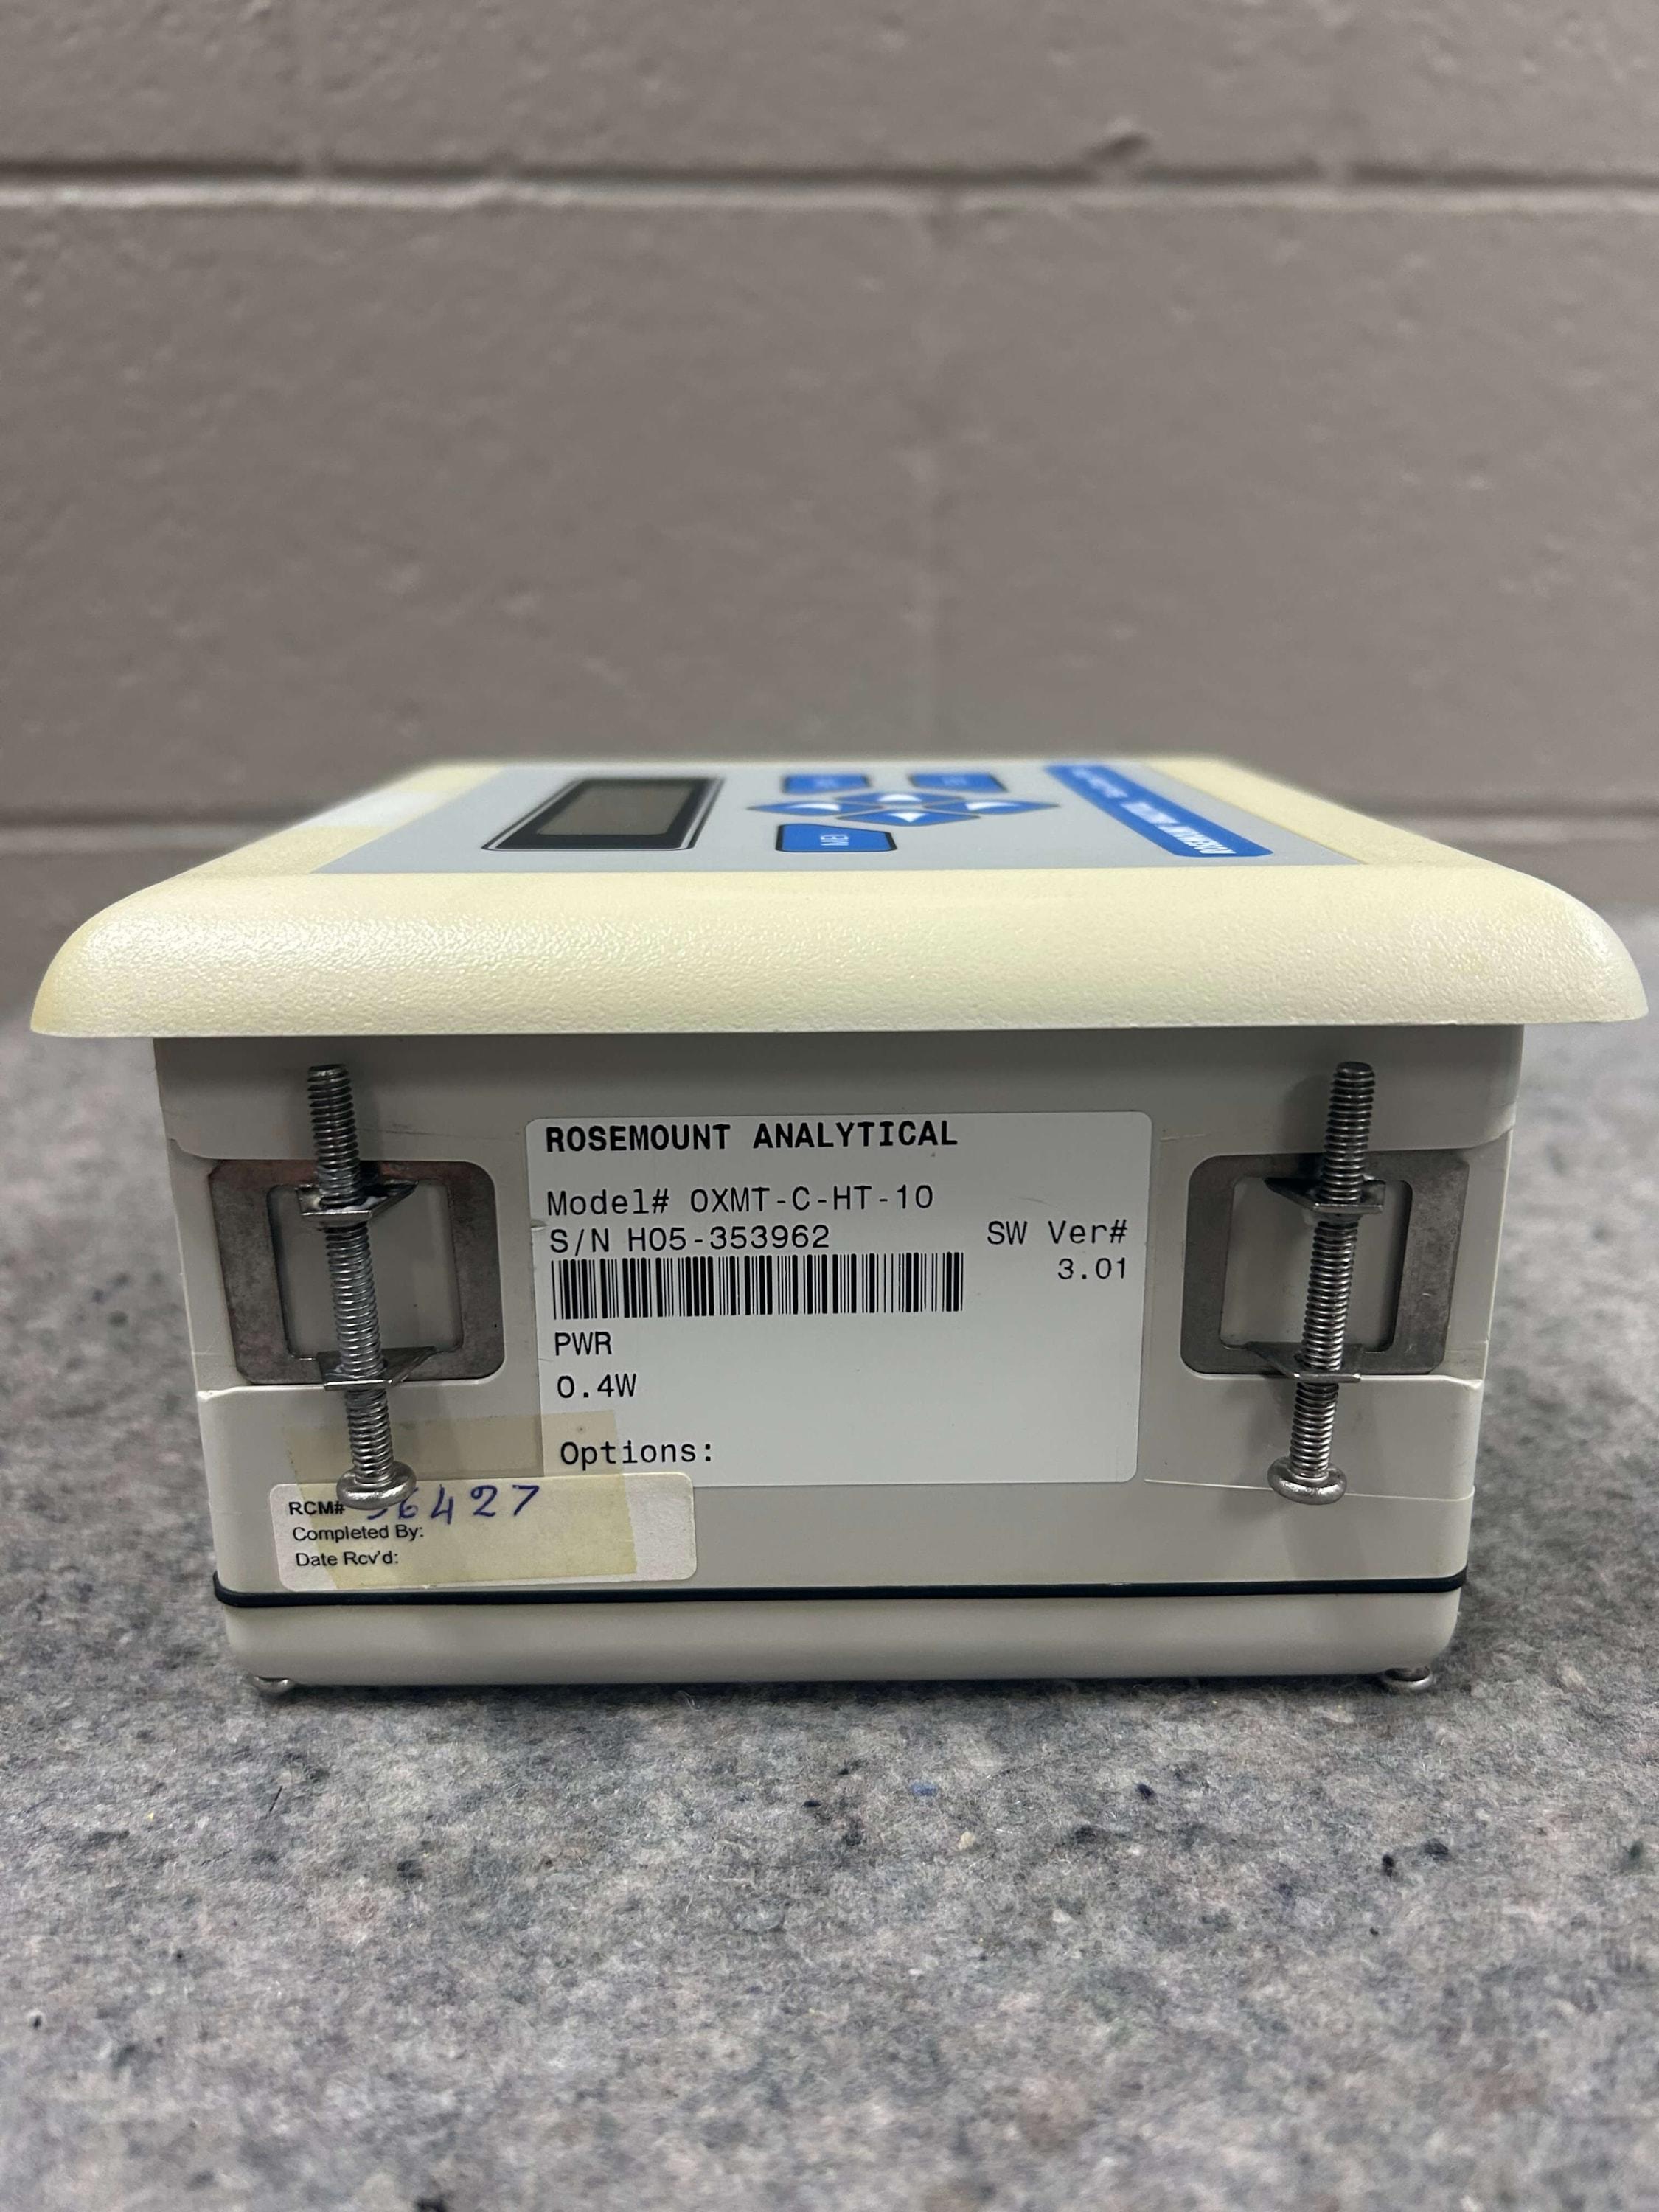 ROSEMOUNT ANALYTICAL
Model# OXMT-C-HT-10
S/N H05-353962
SW Ver#
3.01
PWR
0.4W
Options:
RCM#
Completed By:
Date Rcv'd: